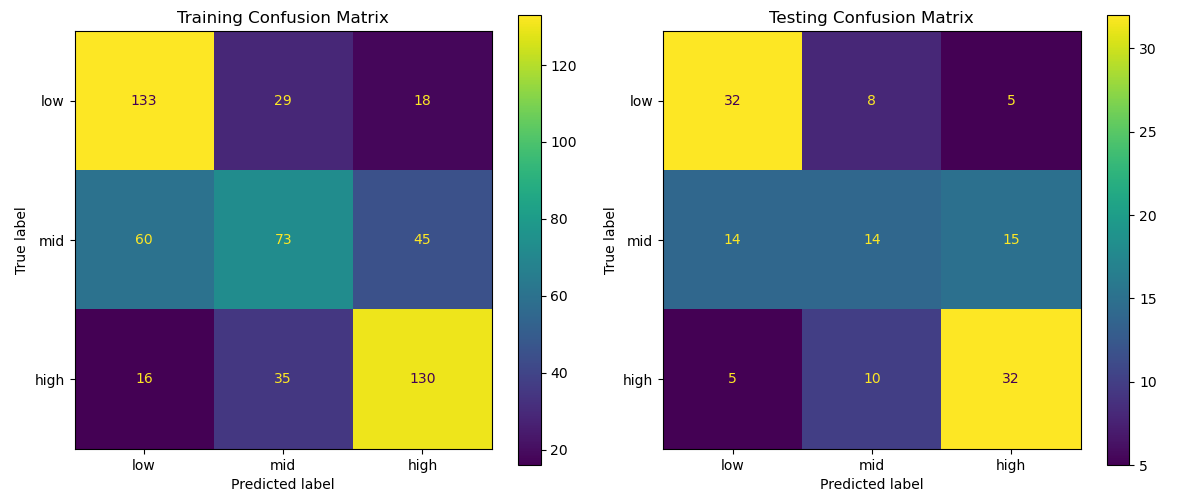 Training Confusion Matrix
True label
low
mid
high
133 29 18
60 73 45
16 35 130
low mid high
Predicted label
120
100
80
60
40
20
Testing Confusion Matrix
True label
low
mid
high
32 8 5
14 14 15
5 10 32
low mid high
Predicted label
30
25
20
15
10
5